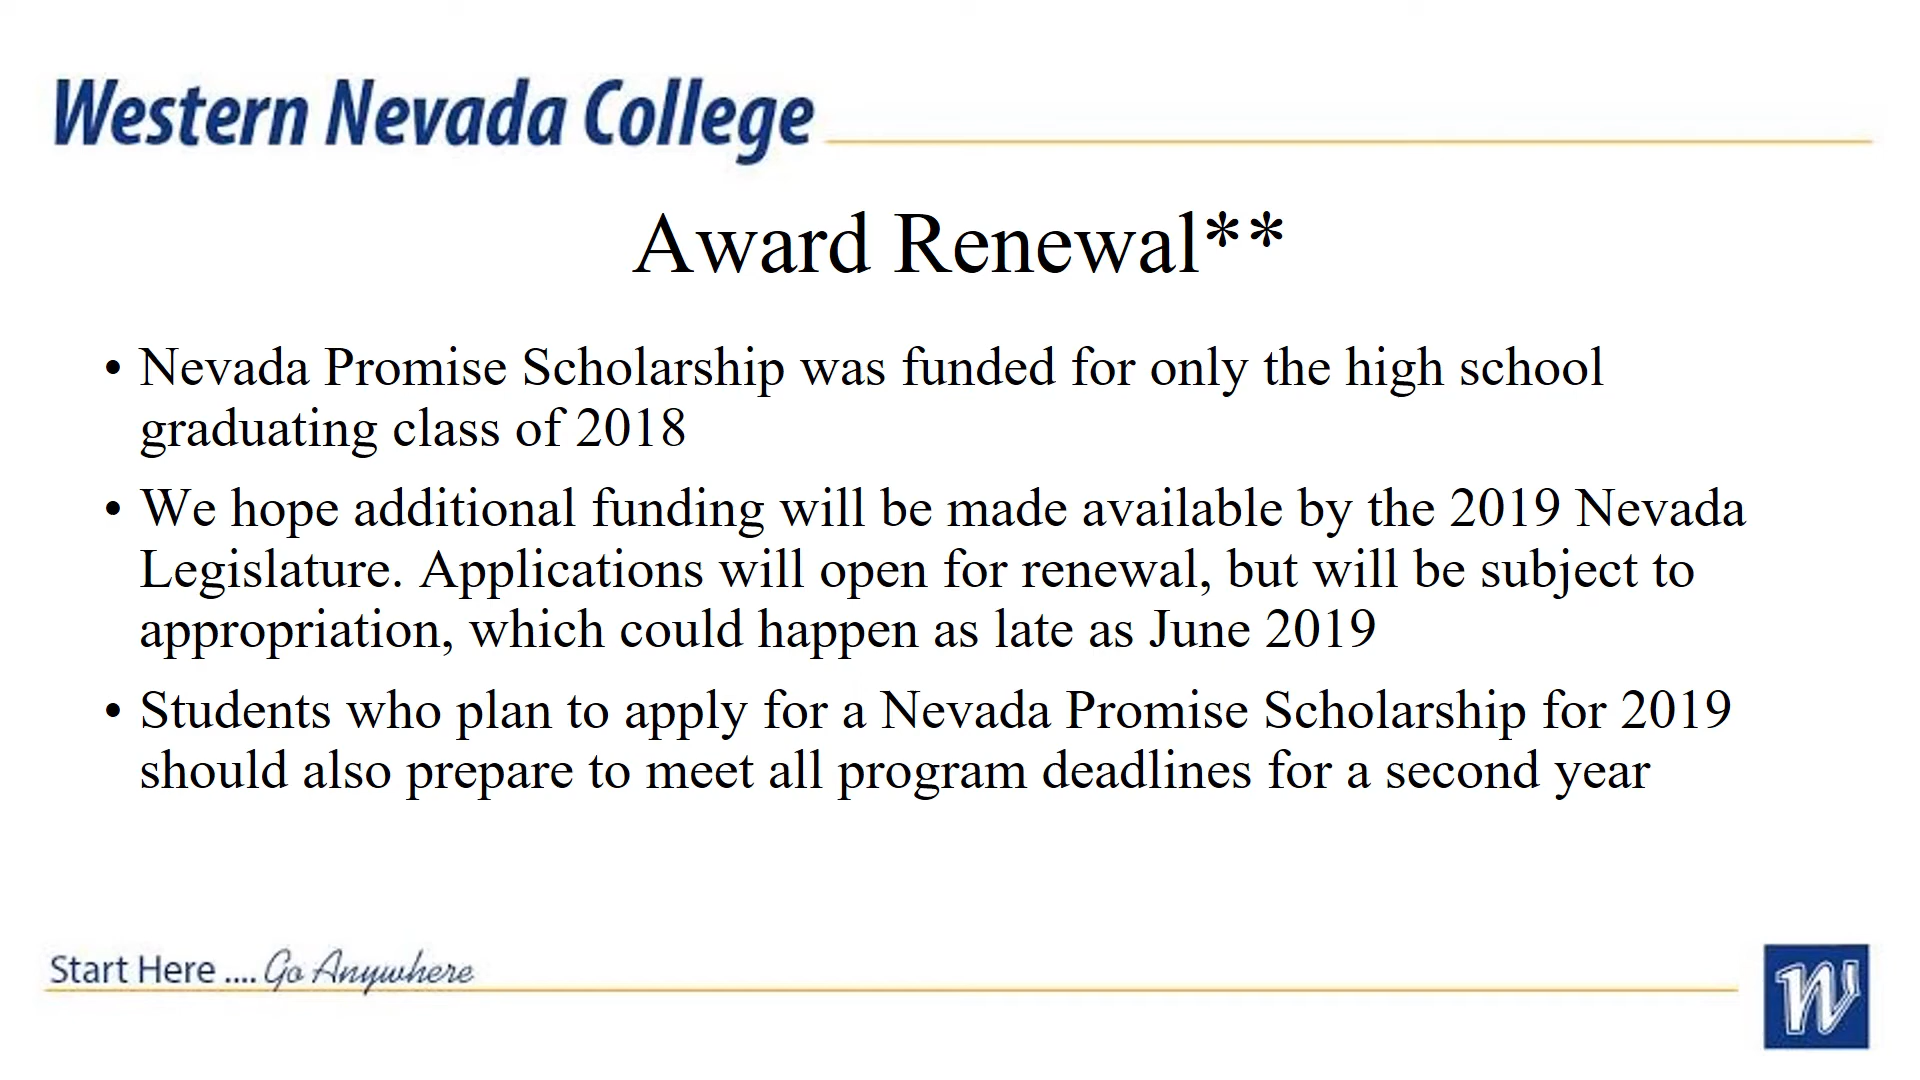 Western Nevada College
Award Renewal**
• Nevada Promise Scholarship was funded for only the high school
graduating class of 2018
• We hope additional funding will be made available by the 2019 Nevada
Legislature. Applications will open for renewal, but will be subject to
appropriation, which could happen as late as June 2019
• Students who plan to apply for a Nevada Promise Scholarship for 2019
should also prepare to meet all program deadlines for a second year
Start Here .... Go Anywhere
W